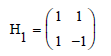 H₁ = ( 1 1
1 −1 )